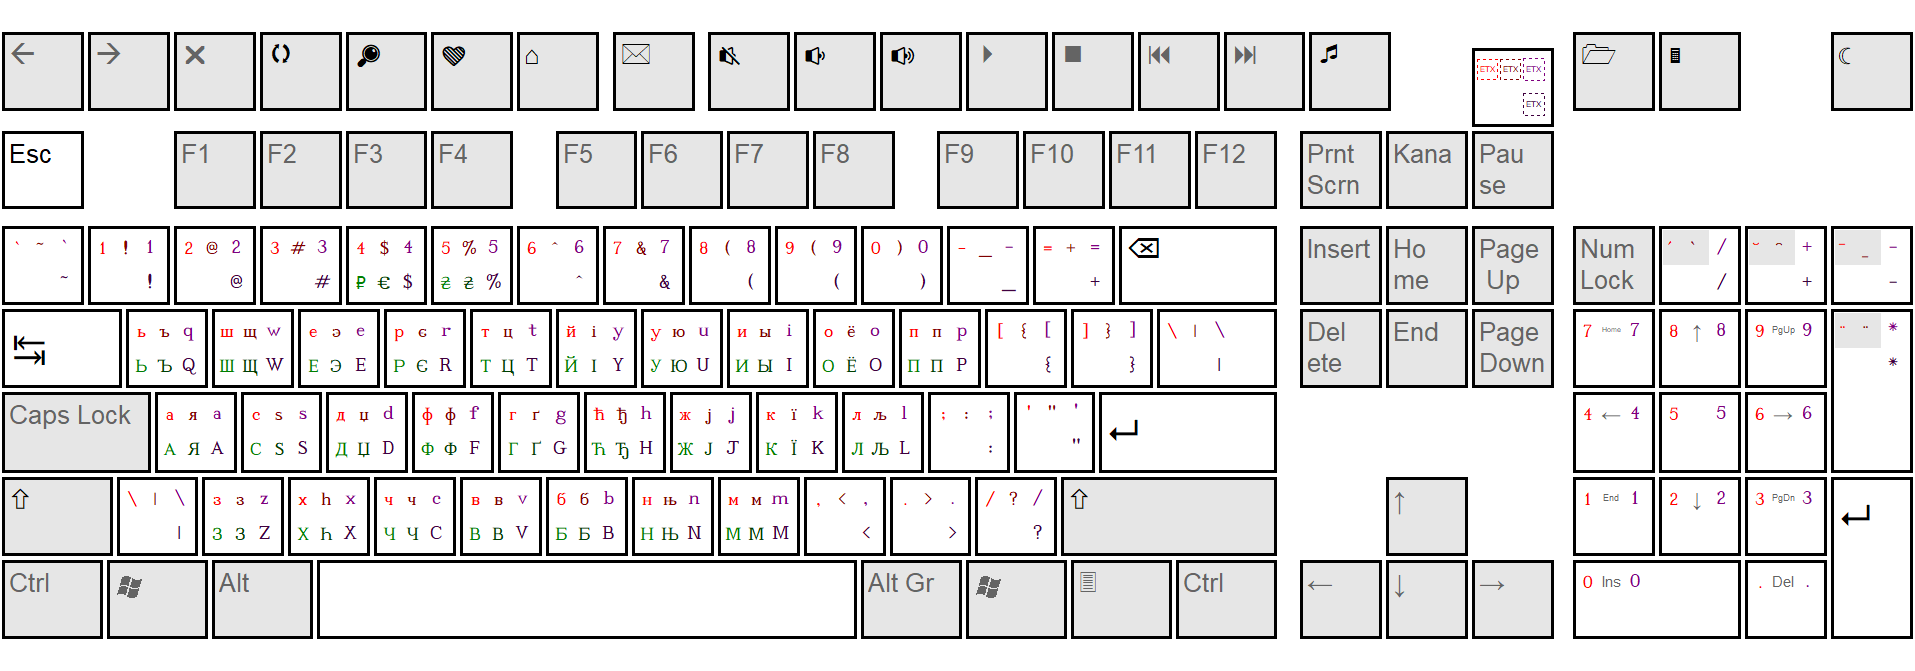 ← → ⌂ ETX ETX ETX
ETX
Esc F1 F2 F3 F4 F5 F6 F7 F8 F9 F10 F11 F12 Prnt Kana Pau
Scrn se
` ~ ` 1 ! 1 2 @ 2 3 # 3 4 $ 4 5 % 5 6 ^ 6 7 & 7 8 ( 8 9 ( 9 0 ) 0 - _ - = + = Insert Ho Page Num ´ ` / ˘ ̑ + - _ -
~ ! @ # ₽ € $ ₴ ₴ % ^ & ( ( ) _ + me Up Lock / + -
ь ъ q ш щ w е э e р є r т ц t й і y у ю u и ы i о ё o п п p [ { [ ] } ] \ | \ Del End Page 7 Home 7 8 ↑ 8 9 PgUp 9 ¨ ¨ *
Ь Ъ Q Ш Щ W Е Э E Р Є R Т Ц T Й І Y У Ю U И Ы I О Ё O П П P { } | ete Down *
Caps Lock а я a с ѕ s д џ d ф ф f г ґ g ћ ђ h ж ј j к ї k л љ l ; : ; ' " ' 4 ← 4 5 5 6 → 6
А Я A С Ѕ S Д Џ D Ф Ф F Г Ґ G Ћ Ђ H Ж Ј J К Ї K Л Љ L : "
\ | \ з з z х һ x ч ч c в в v б б b н њ n м м m , < , . > . / ? / ↑ 1 End 1 2 ↓ 2 3 PgDn 3
| З З Z Х Һ X Ч Ч C В В V Б Б B Н Њ N М М M < > ?
Ctrl Alt Alt Gr Ctrl ← ↓ → 0 Ins 0 . Del .